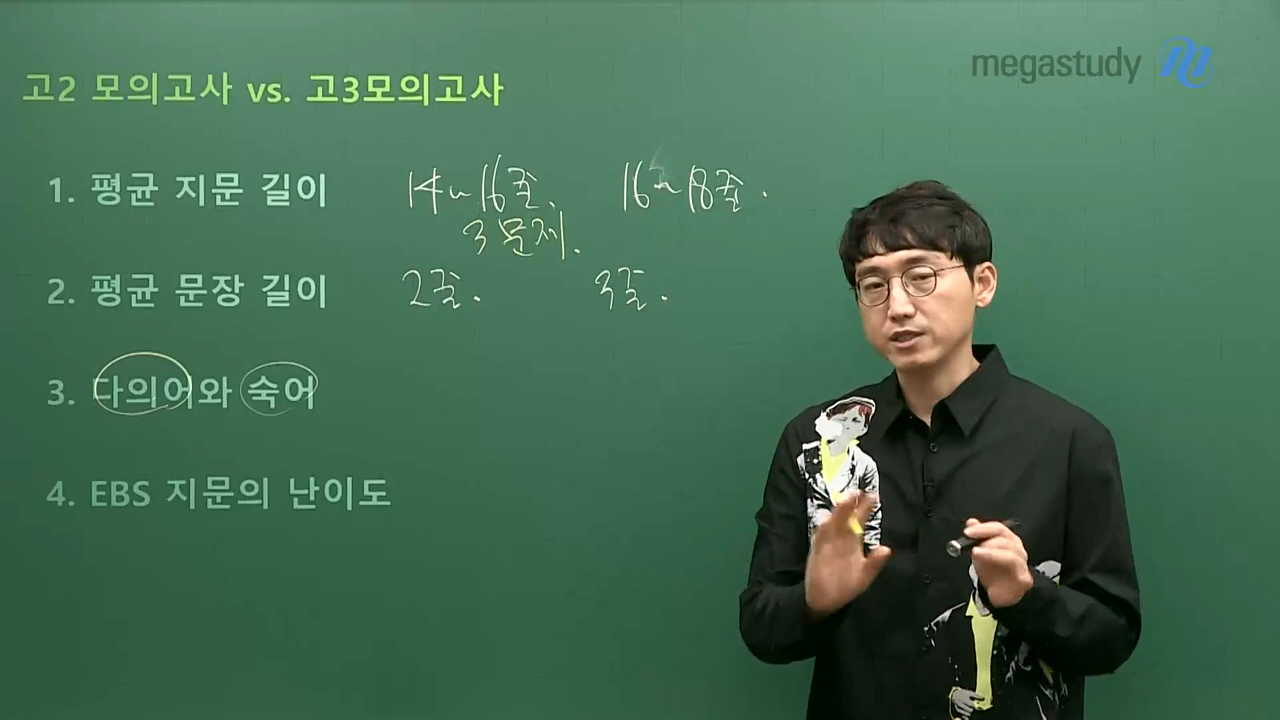 megastudy
고2 모의고사 vs. 고3모의고사
1. 평균 지문 길이 14~16줄. 16~18줄.
3문제.
2. 평균 문장 길이 2줄. 3줄.
3. 다의어와 숙어
4. EBS 지문의 난이도